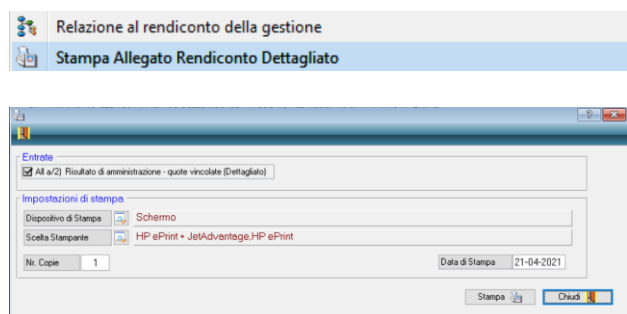 Relazione al rendiconto della gestione
Stampa Allegato Rendiconto Dettagliato
Entrate
All a/2) Risultato di amministrazione - quote vincolate (Dettagliato)
Impostazioni di stampa
Dispositivo di Stampa Schermo
Scelta Stampante HP ePrint + JetAdvantage,HP ePrint
Nr. Copie 1 Data di Stampa 21-04-2021
Stampa Chiudi